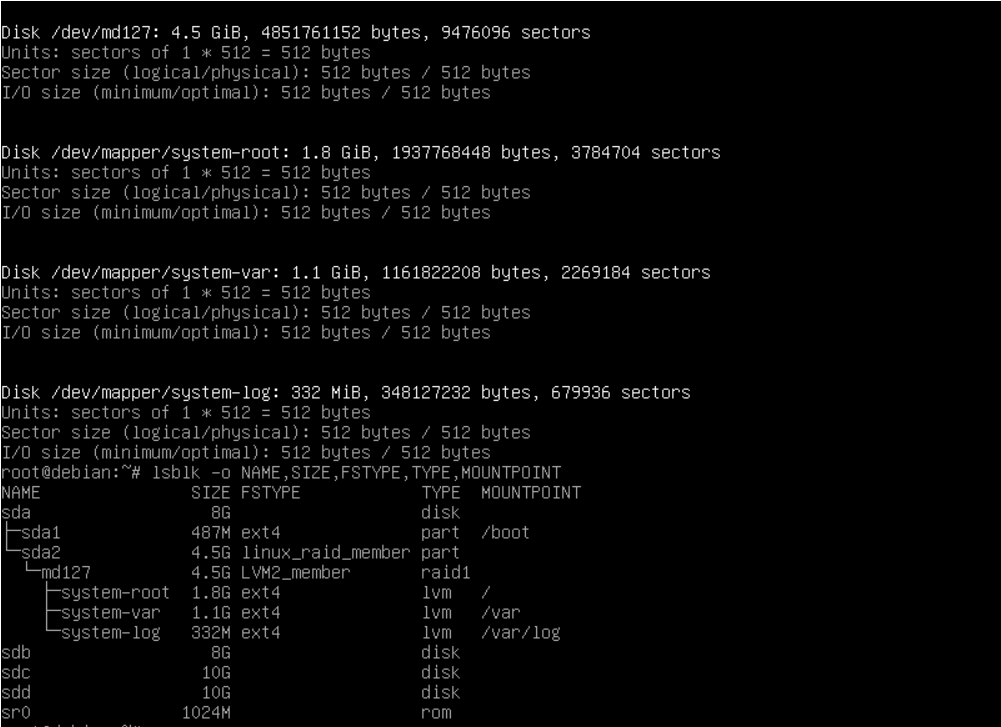 Disk /dev/md127: 4.5 GiB, 4851761152 bytes, 9476096 sectors
Units: sectors of 1 * 512 = 512 bytes
Sector size (logical/physical): 512 bytes / 512 bytes
I/O size (minimum/optimal): 512 bytes / 512 bytes
Disk /dev/mapper/system-root: 1.8 GiB, 1937768448 bytes, 3784704 sectors
Units: sectors of 1 * 512 = 512 bytes
Sector size (logical/physical): 512 bytes / 512 bytes
I/O size (minimum/optimal): 512 bytes / 512 bytes
Disk /dev/mapper/system-var: 1.1 GiB, 1161822208 bytes, 2269184 sectors
Units: sectors of 1 * 512 = 512 bytes
Sector size (logical/physical): 512 bytes / 512 bytes
I/O size (minimum/optimal): 512 bytes / 512 bytes
Disk /dev/mapper/system-log: 332 MiB, 348127232 bytes, 679936 sectors
Units: sectors of 1 * 512 = 512 bytes
Sector size (logical/physical): 512 bytes / 512 bytes
I/O size (minimum/optimal): 512 bytes / 512 bytes
root@debian:~# lsblk -o NAME,SIZE,FSTYPE,TYPE,MOUNTPOINT
NAME               SIZE FSTYPE            TYPE  MOUNTPOINT
sda                  8G                   disk
├─sda1             487M ext4              part  /boot
└─sda2             4.5G linux_raid_member part
  └─md127          4.5G LVM2_member       raid1
    ├─system-root  1.8G ext4              lvm   /
    ├─system-var   1.1G ext4              lvm   /var
    └─system-log   332M ext4              lvm   /var/log
sdb                  8G                   disk
sdc                 10G                   disk
sdd                 10G                   disk
sr0               1024M                   rom